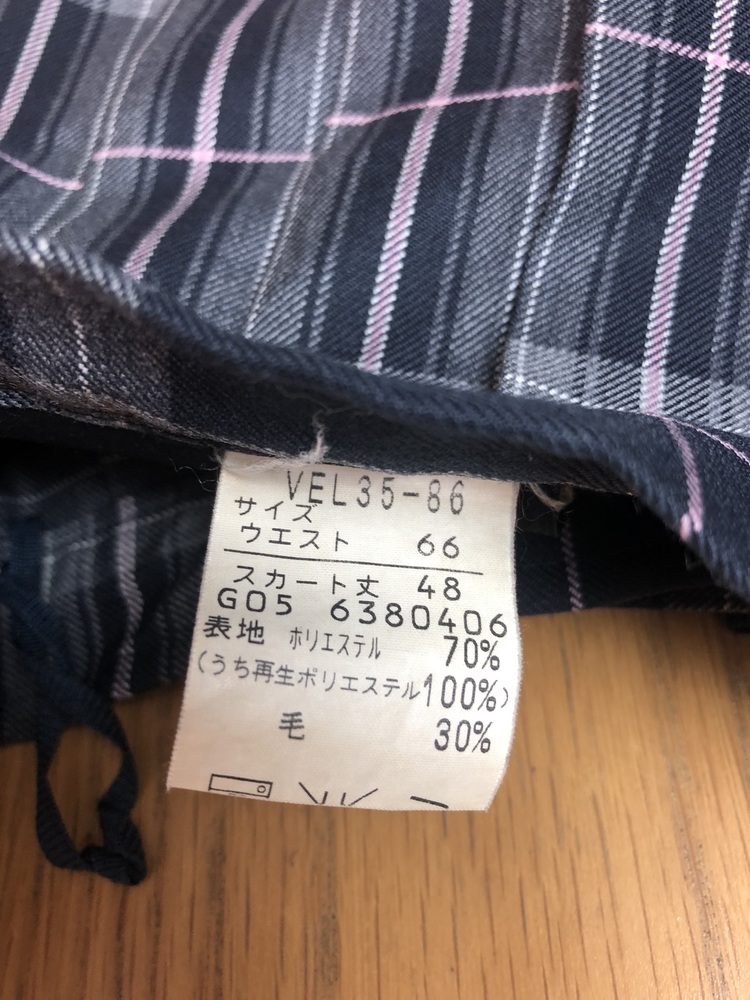 VEL35-86
サイズ
ウエスト 66
スカート丈 48
G05 6380406
表地 ポリエステル 70%
(うち再生ポリエステル100%)
毛 30%